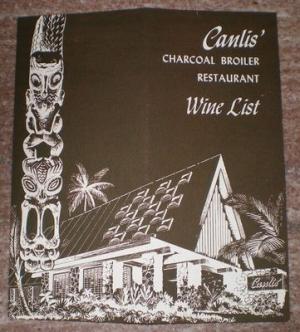 Canlis'
CHARCOAL BROILER
RESTAURANT
Wine List
Canlis'